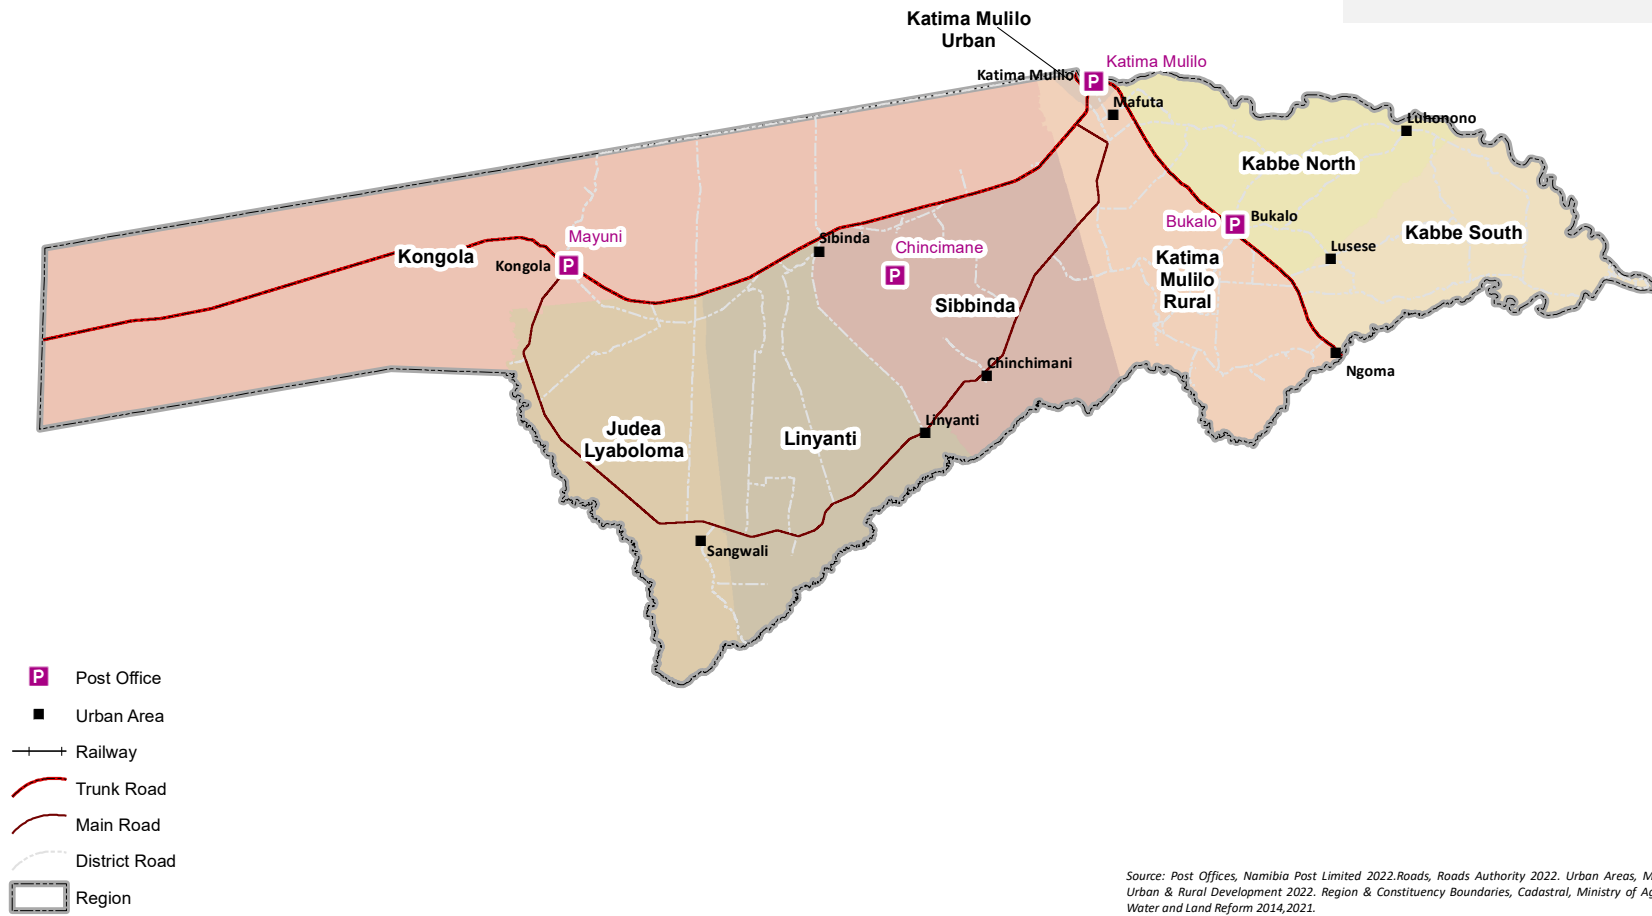 Katima Mulilo
Urban
Katima Mulilo
Katima Mulilo
Mafuta
Luhonono
Kabbe North
Bukalo
Bukalo
Kabbe South
Lusese
Katima
Mulilo
Rural
Ngoma
Sibinda
Chincimane
Sibbinda
Chinchimani
Mayuni
Kongola
Kongola
Linyanti
Linyanti
Judea
Lyaboloma
Sangwali
P
P
P
P
P Post Office
Urban Area
Railway
Trunk Road
Main Road
District Road
Region
Source: Post Offices, Namibia Post Limited 2022.Roads, Roads Authority 2022. Urban Areas, M
Urban & Rural Development 2022. Region & Constituency Boundaries, Cadastral, Ministry of Ag
Water and Land Reform 2014,2021.